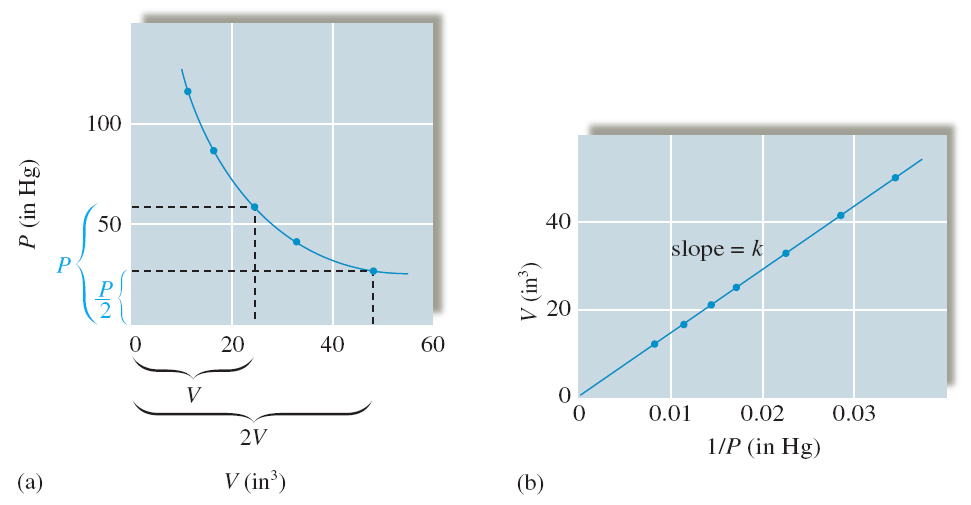 100
50
P (in Hg)
P
P
2
0 20 40 60
V
2V
V (in³)
(a)
40
20
0
V (in³)
slope = k
0 0.01 0.02 0.03
1/P (in Hg)
(b)